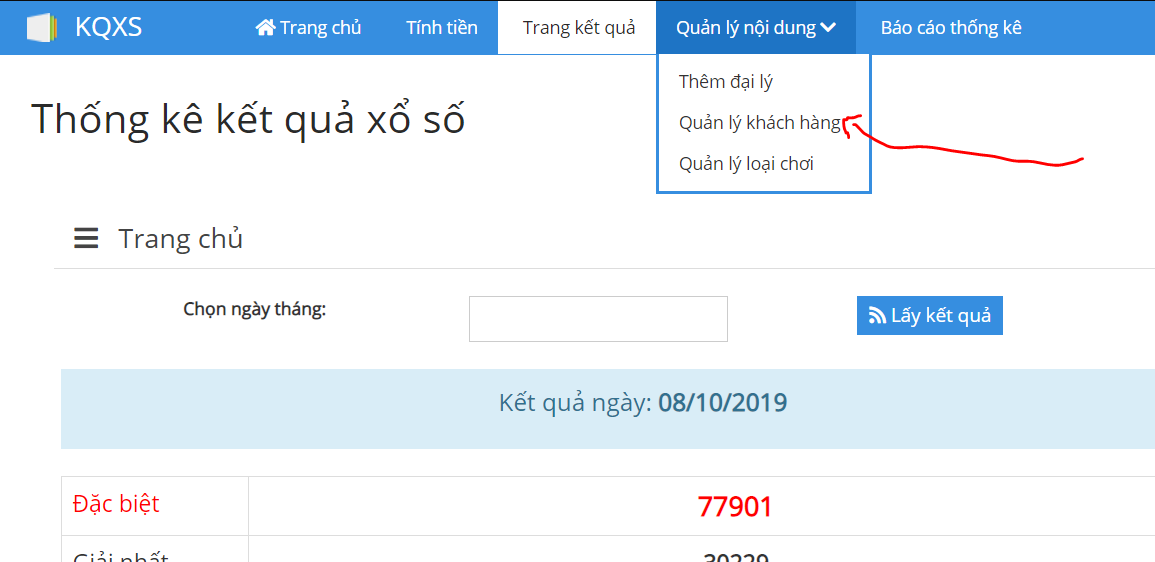 KQXS Trang chủ Tính tiền Trang kết quả Quản lý nội dung Báo cáo thống kê
Thêm đại lý
Quản lý khách hàng
Quản lý loại chơi
Thống kê kết quả xổ số
Trang chủ
Chọn ngày tháng: Lấy kết quả
Kết quả ngày: 08/10/2019
Đặc biệt 77901
Giải nhất 30229